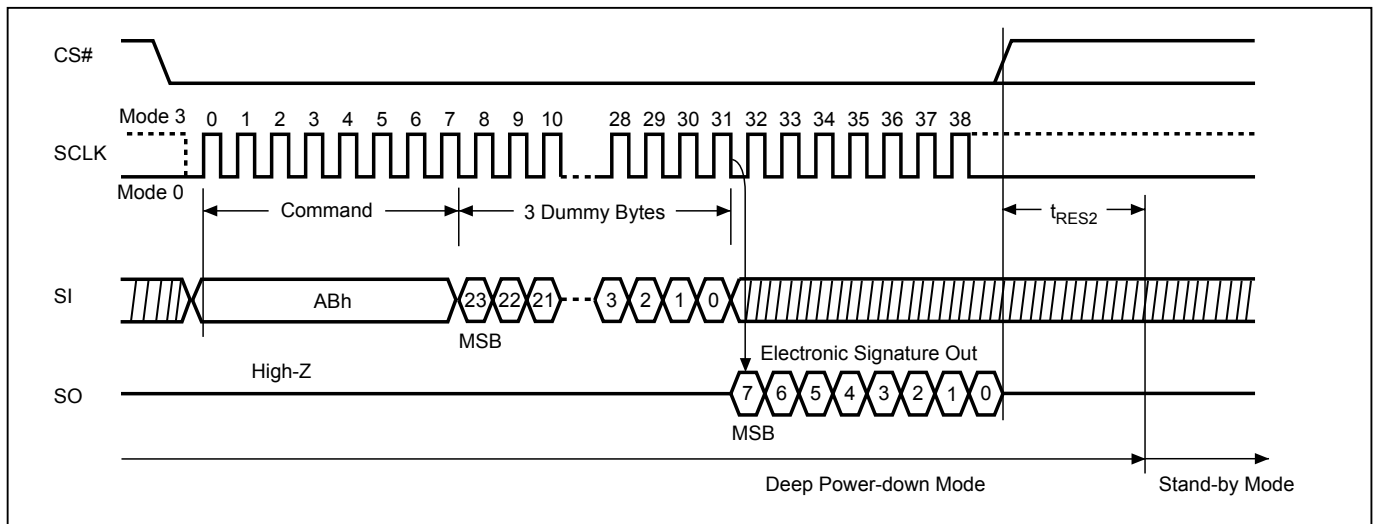 CS#
Mode 3 0 1 2 3 4 5 6 7 8 9 10 28 29 30 31 32 33 34 35 36 37 38
SCLK
Mode 0
Command 3 Dummy Bytes tRES2
SI ABh 23 22 21 3 2 1 0
MSB
High-Z Electronic Signature Out
SO 7 6 5 4 3 2 1 0
MSB
Deep Power-down Mode Stand-by Mode